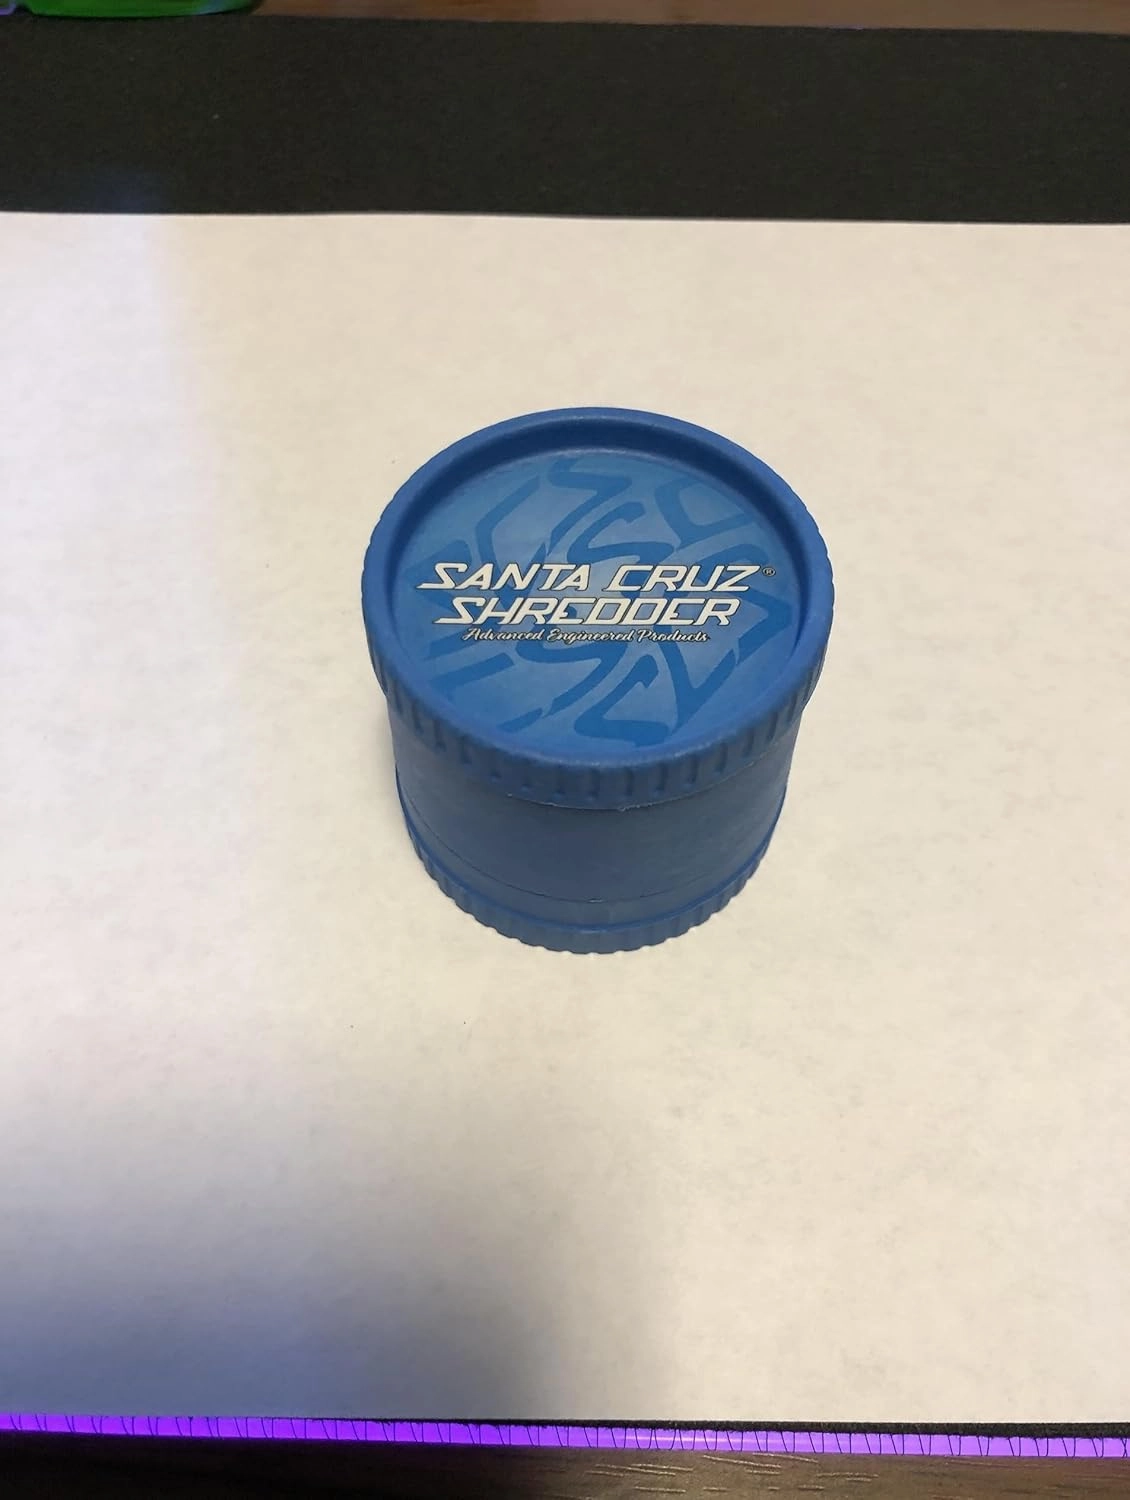 SANTA CRUZ®
SHREDDER
Advanced Engineered Products